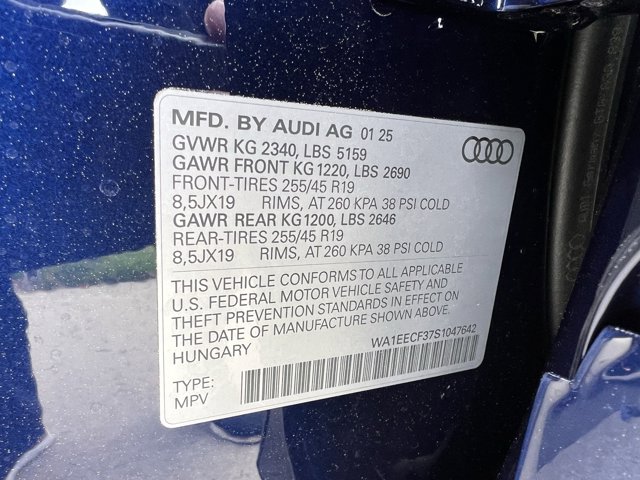 MFD. BY AUDI AG 01 25
GVWR KG 2340, LBS 5159
GAWR FRONT KG 1220, LBS 2690
FRONT-TIRES 255/45 R19
8,5JX19 RIMS, AT 260 KPA 38 PSI COLD
GAWR REAR KG 1200, LBS 2646
REAR-TIRES 255/45 R19
8,5JX19 RIMS, AT 260 KPA 38 PSI COLD
THIS VEHICLE CONFORMS TO ALL APPLICABLE
U.S. FEDERAL MOTOR VEHICLE SAFETY AND
THEFT PREVENTION STANDARDS IN EFFECT ON
THE DATE OF MANUFACTURE SHOWN ABOVE.
HUNGARY WA1EECF37S1047642
TYPE:
MPV